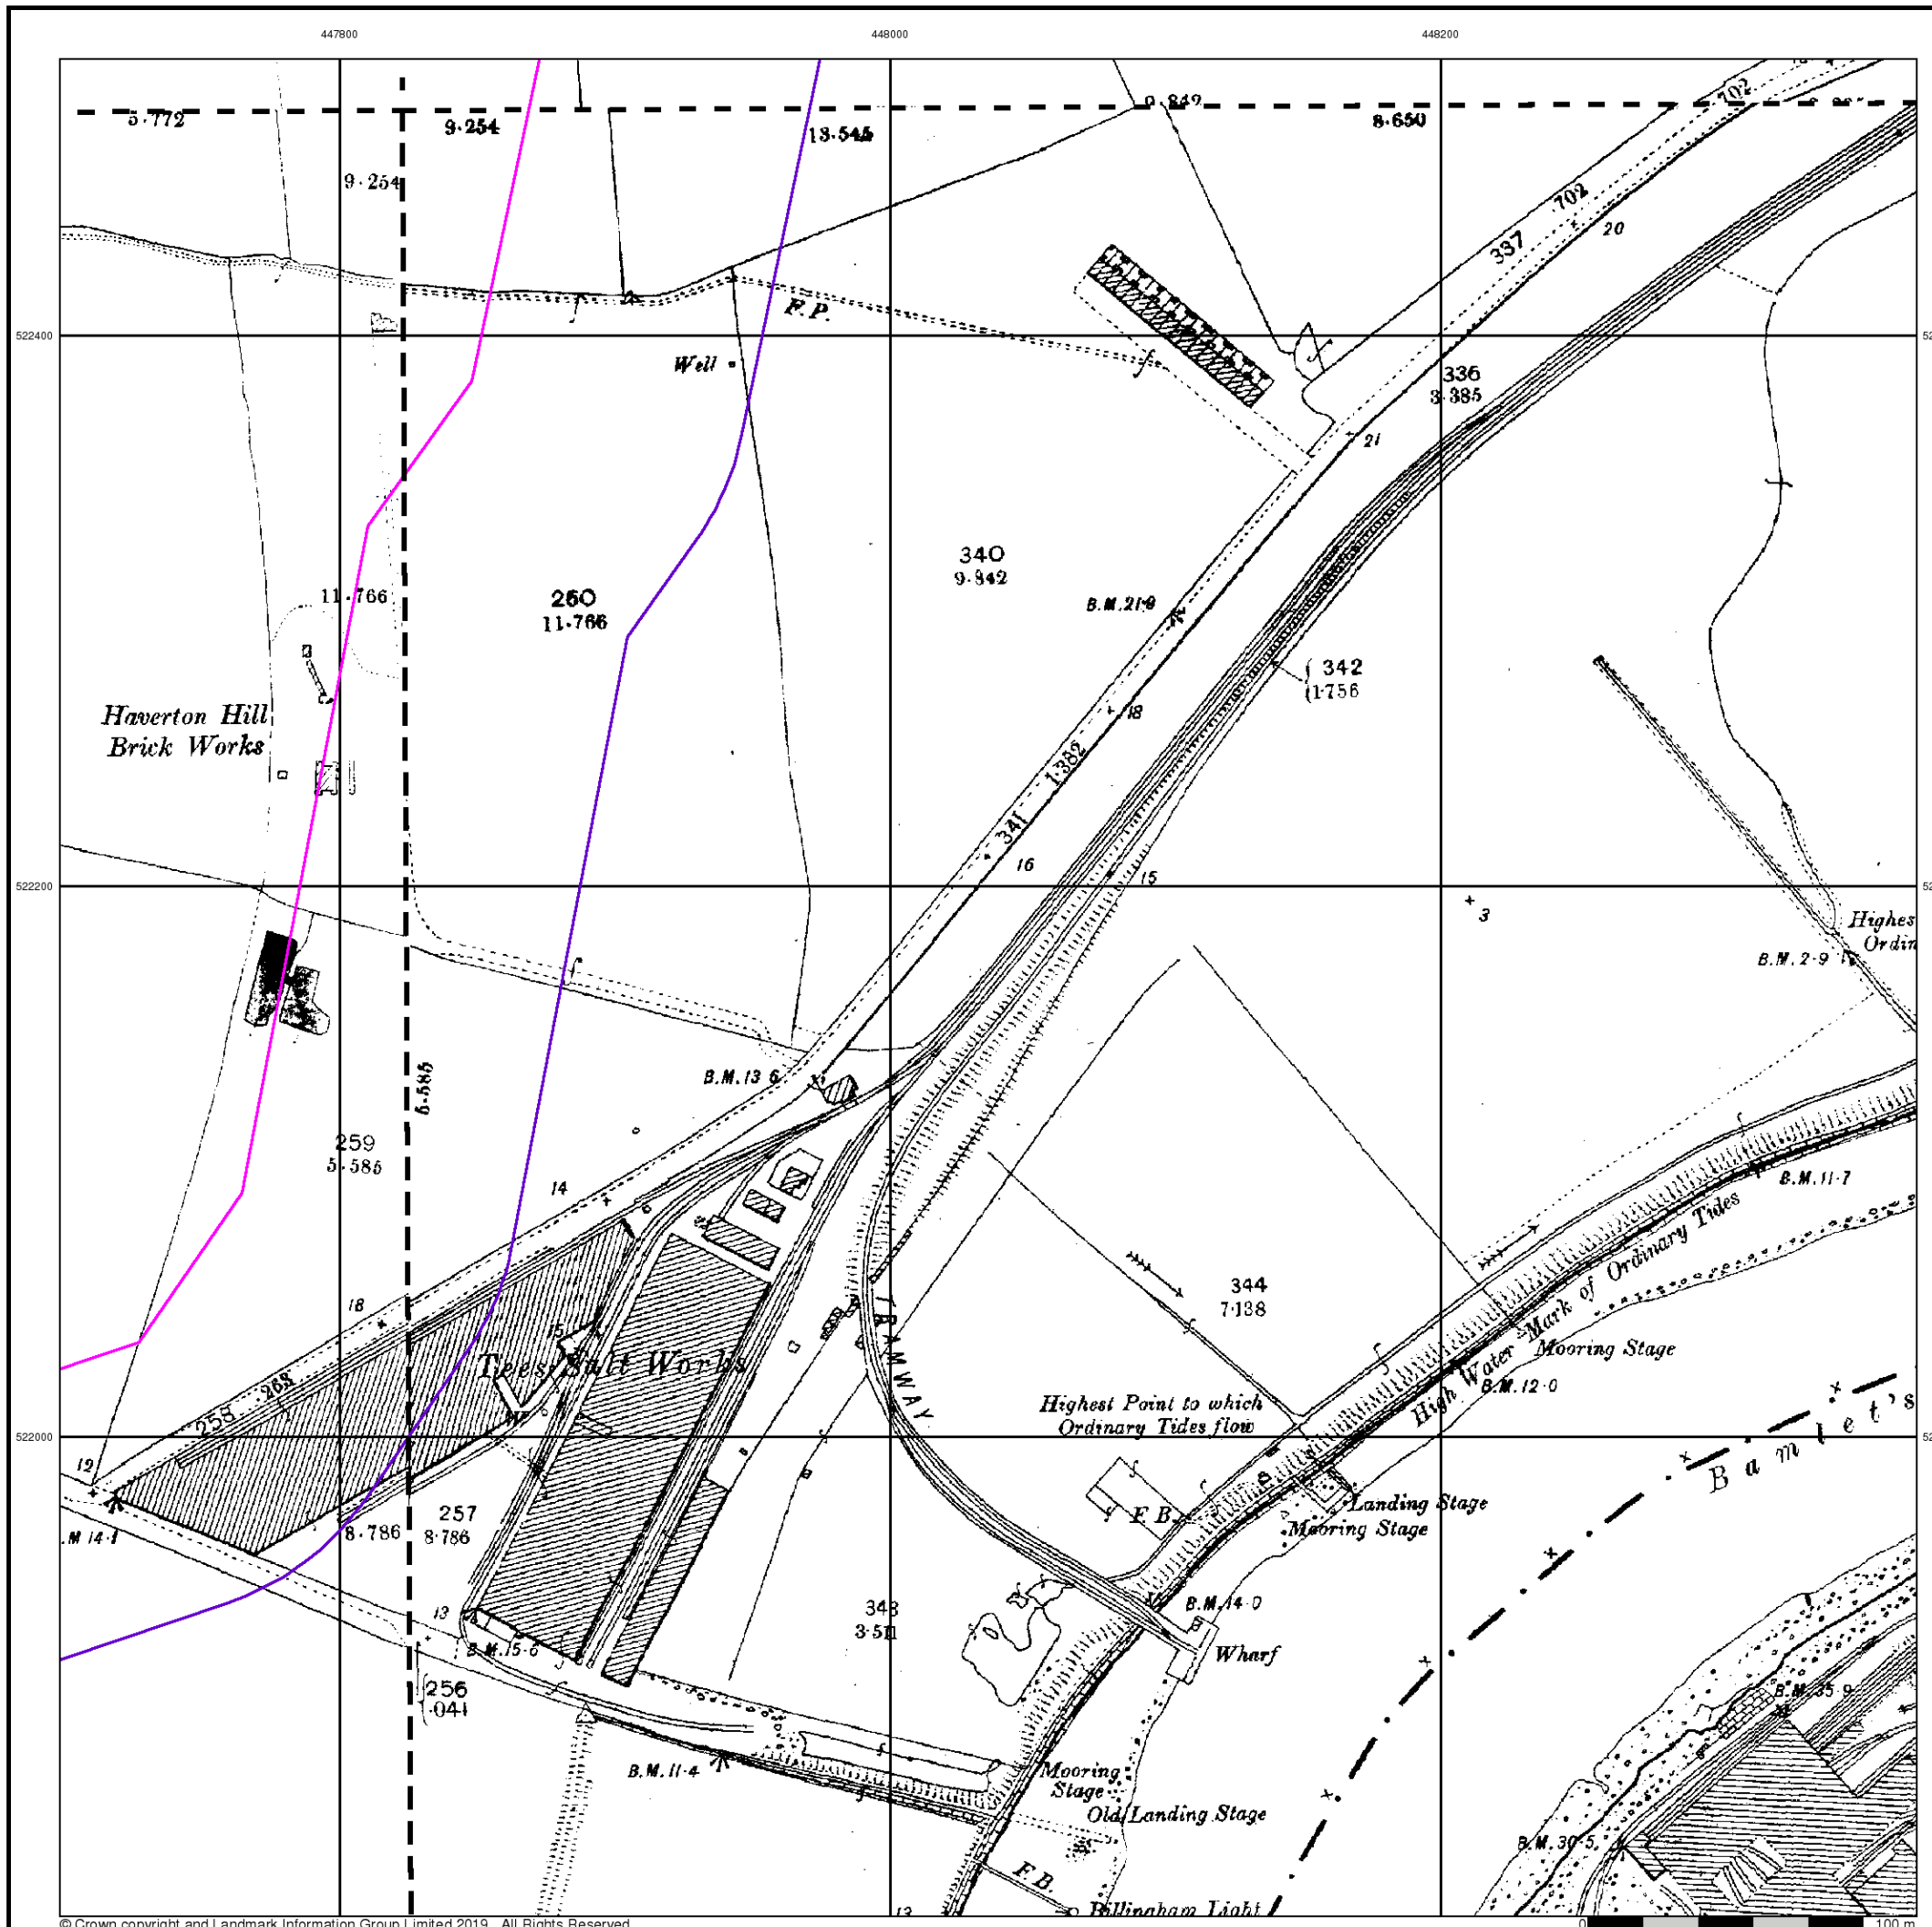 447800
448000
448200
5.772
9.254
13.545
8.650
.702
9.254
.702
337
20
F.P.
522400
Well
336
3.385
21
340
9.842
11.766
260
11.766
B.M.21.9
342
1.756
Haverton Hill
Brick Works
18
1.382
341
16
15
522200
3
Highes
Ordin
B.M. 2.9
B.M.13.6
5.585
259
5.585
14
B.M.11.7
344
7.138
18
15
Tees Salt Works
TRAMWAY
High Water Mark of Ordinary Tides
Mooring Stage
B.M.12.0
Highest Point to which
Ordinary Tides flow
258
.268
W
522000
12
Bamlet's
.M 14.1
257
8.786
8.786
F.B.
Landing Stage
Mooring Stage
13
B.M.15.6
343
3.511
B.M.14.0
Wharf
256
.041
B.M.35.9
B.M.11.4
Mooring
Stage
Old Landing Stage
B.M.30.5
F.B.
13
Billingham Light
© Crown copyright and Landmark Information Group Limited 2019. All Rights Reserved.
0
100 m